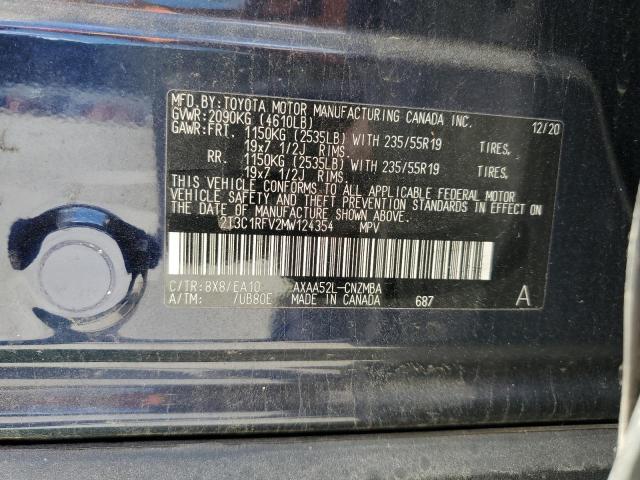 MFD. BY:TOYOTA MOTOR MANUFACTURING CANADA INC. 12/20
GVWR:2090KG (4610LB)
GAWR:FRT. 1150KG (2535LB) WITH 235/55R19 TIRES.
19x7 1/2J RIMS.
RR. 1150KG (2535LB) WITH 235/55R19 TIRES.
19x7 1/2J RIMS.
THIS VEHICLE CONFORMS TO ALL APPLICABLE FEDERAL MOTOR
VEHICLE SAFETY AND THEFT PREVENTION STANDARDS IN EFFECT ON
THE DATE OF MANUFACTURE SHOWN ABOVE.
2T3C1RFV2MW124354 MPV
C/TR:8X8/EA10 AXAA52L-CNZMBA
A/TM: /UB80E MADE IN CANADA 687 A